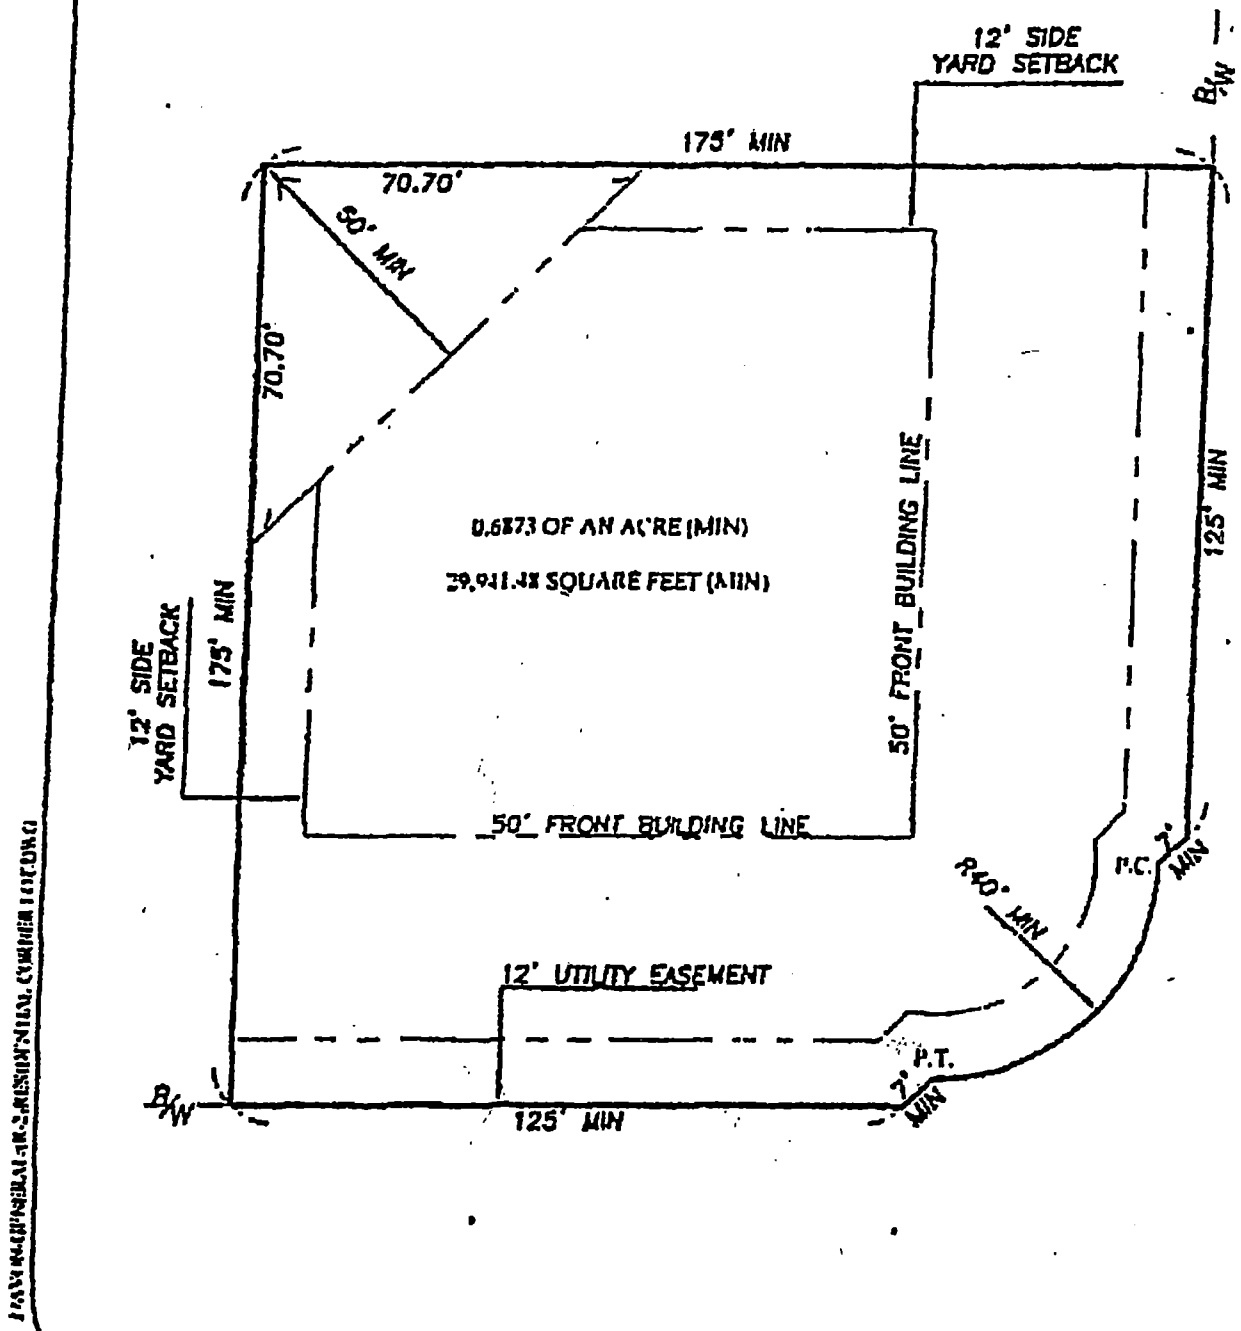 12' SIDE
YARD SETBACK
R/W
175' MIN
70.70'
50' MIN
70.70'
0.6873 OF AN ACRE (MIN)
29,941.48 SQUARE FEET (MIN)
50' FRONT BUILDING LINE
125' MIN
175' MIN
12' SIDE
YARD SETBACK
50' FRONT BUILDING LINE
7'
MIN
P.C.
R40' MIN
12' UTILITY EASEMENT
P.T.
7'
MIN
R/W
125' MIN